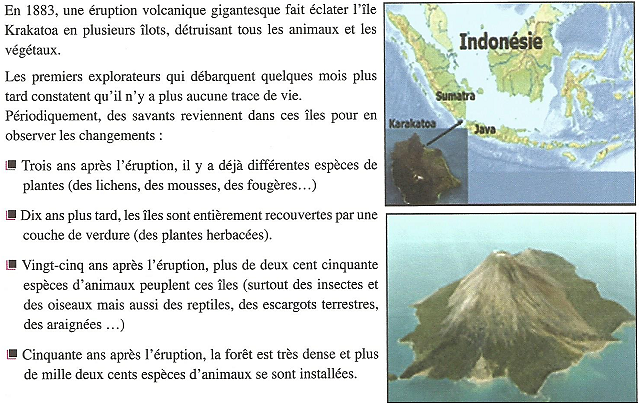 En 1883, une éruption volcanique gigantesque fait éclater l'île
Krakatoa en plusieurs îlots, détruisant tous les animaux et les
végétaux.
Les premiers explorateurs qui débarquent quelques mois plus
tard constatent qu'il n'y a plus aucune trace de vie.
Périodiquement, des savants reviennent dans ces îles pour en
observer les changements :
Trois ans après l'éruption, il y a déjà différentes espèces de
plantes (des lichens, des mousses, des fougères…)
Dix ans plus tard, les îles sont entièrement recouvertes par une
couche de verdure (des plantes herbacées).
Vingt-cinq ans après l'éruption, plus de deux cent cinquante
espèces d'animaux peuplent ces îles (surtout des insectes et
des oiseaux mais aussi des reptiles, des escargots terrestres,
des araignées …)
Cinquante ans après l'éruption, la forêt est très dense et plus
de mille deux cents espèces d'animaux se sont installées.
Indonésie
Sumatra
Karakatoa
Java